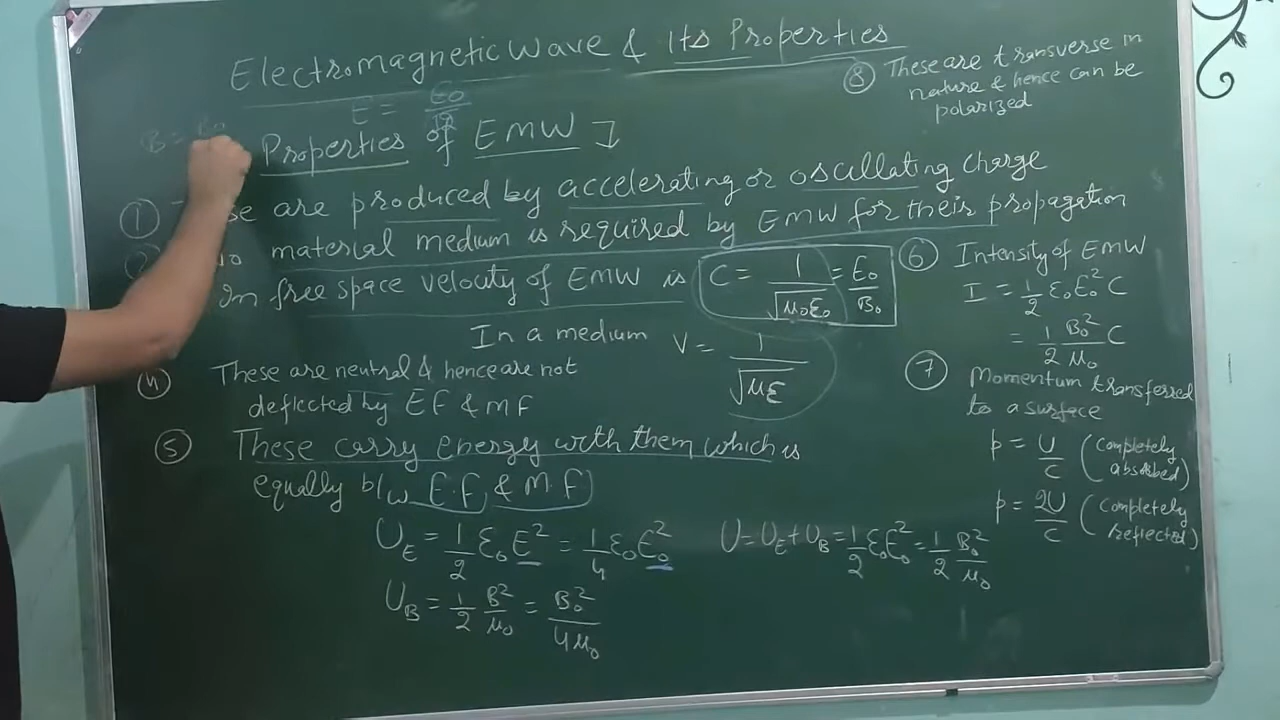 Electromagnetic Wave & Its Properties
E = E₀/√2
B = B₀
Properties of EMW I
① se are produced by accelerating or oscillating charge
② material medium is required by EMW for their propagation
In free space velocity of EMW is C = 1/√(μ₀ε₀) = E₀/B₀
In a medium V = 1/√(με)
④ These are neutral & hence are not
deflected by EF & MF
⑤ These carry energy with them which is
equally b/w E.F & M.F
U_E = 1/2 ε₀E² = 1/4 ε₀E₀²
U_B = 1/2 B²/μ₀ = B₀²/4μ₀
U = U_E + U_B = 1/2 ε₀E₀² = 1/2 B₀²/μ₀
⑥ Intensity of EMW
I = 1/2 ε₀E₀² C
= 1/2 B₀²/μ₀ C
⑦ Momentum transferred
to a surface
p = U/c (completely
absorbed)
p = 2U/c (completely
reflected)
⑧ These are transverse in
nature & hence can be
polarized